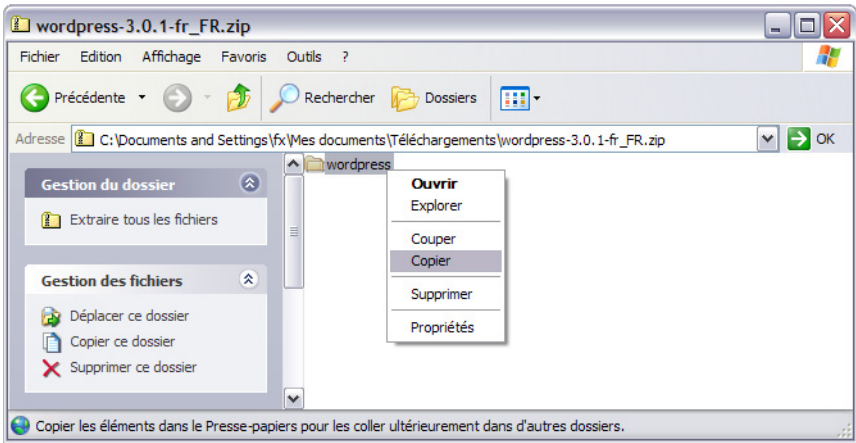 wordpress-3.0.1-fr_FR.zip
Fichier Edition Affichage Favoris Outils ?
Précédente Rechercher Dossiers
Adresse C:\Documents and Settings\fx\Mes documents\Téléchargements\wordpress-3.0.1-fr_FR.zip OK
Gestion du dossier
Extraire tous les fichiers
Gestion des fichiers
Déplacer ce dossier
Copier ce dossier
Supprimer ce dossier
wordpress
Ouvrir
Explorer
Couper
Copier
Supprimer
Propriétés
Copier les éléments dans le Presse-papiers pour les coller ultérieurement dans d'autres dossiers.